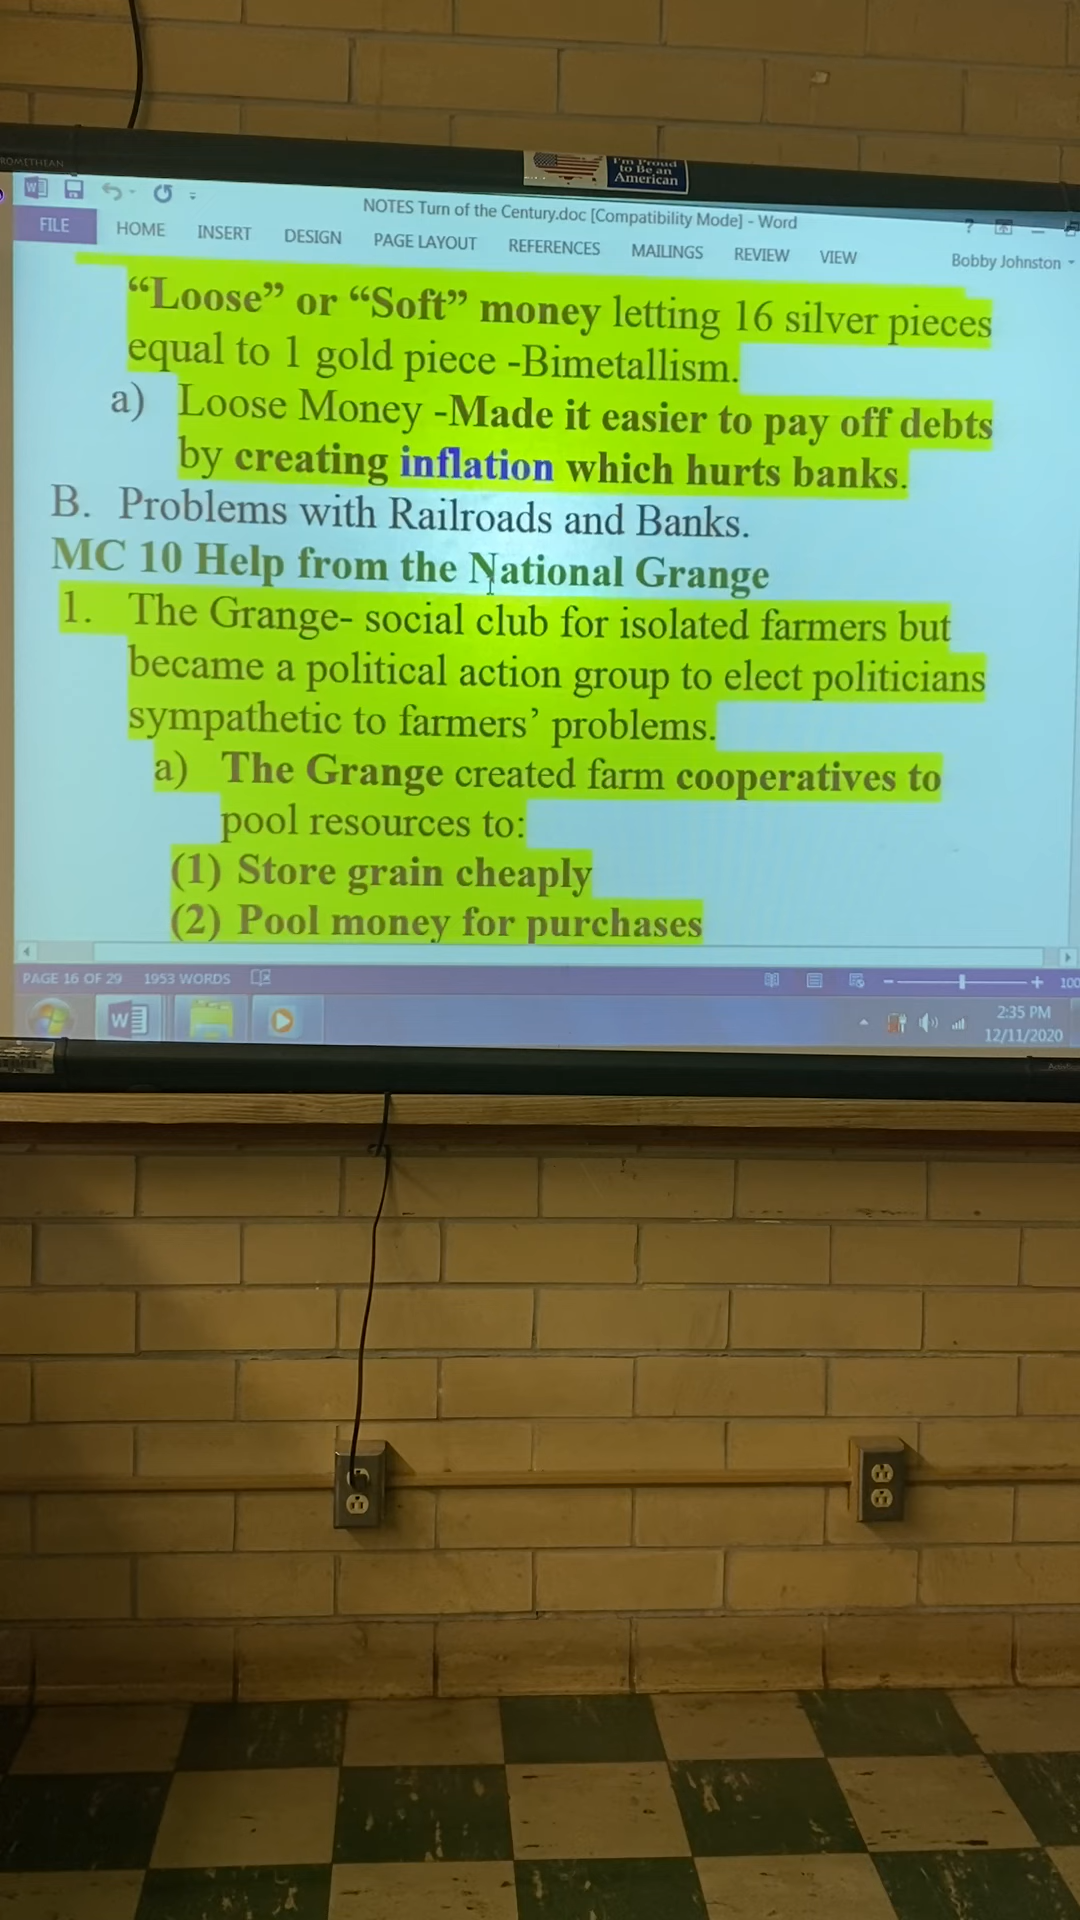 PROMETHEAN
I'm Proud
to Be an
American
NOTES Turn of the Century.doc [Compatibility Mode] - Word
FILE HOME INSERT DESIGN PAGE LAYOUT REFERENCES MAILINGS REVIEW VIEW Bobby Johnston
“Loose” or “Soft” money letting 16 silver pieces
equal to 1 gold piece -Bimetallism.
a) Loose Money -Made it easier to pay off debts
by creating inflation which hurts banks.
B. Problems with Railroads and Banks.
MC 10 Help from the National Grange
1. The Grange- social club for isolated farmers but
became a political action group to elect politicians
sympathetic to farmers’ problems.
a) The Grange created farm cooperatives to
pool resources to:
(1) Store grain cheaply
(2) Pool money for purchases
PAGE 16 OF 29 1953 WORDS 100
2:35 PM
12/11/2020